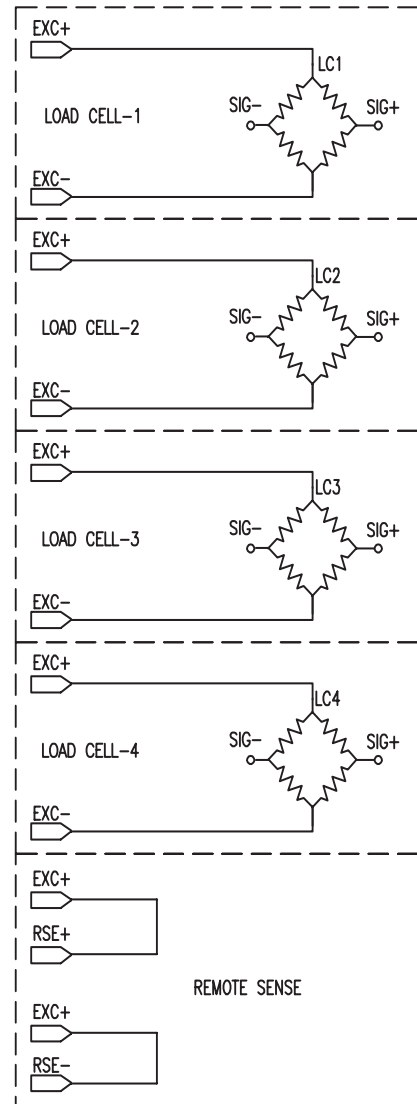 EXC+
LC1
SIG-
SIG+
LOAD CELL-1
EXC-
EXC+
LC2
SIG-
SIG+
LOAD CELL-2
EXC-
EXC+
LC3
SIG-
SIG+
LOAD CELL-3
EXC-
EXC+
LC4
SIG-
SIG+
LOAD CELL-4
EXC-
EXC+
RSE+
REMOTE SENSE
EXC+
RSE-